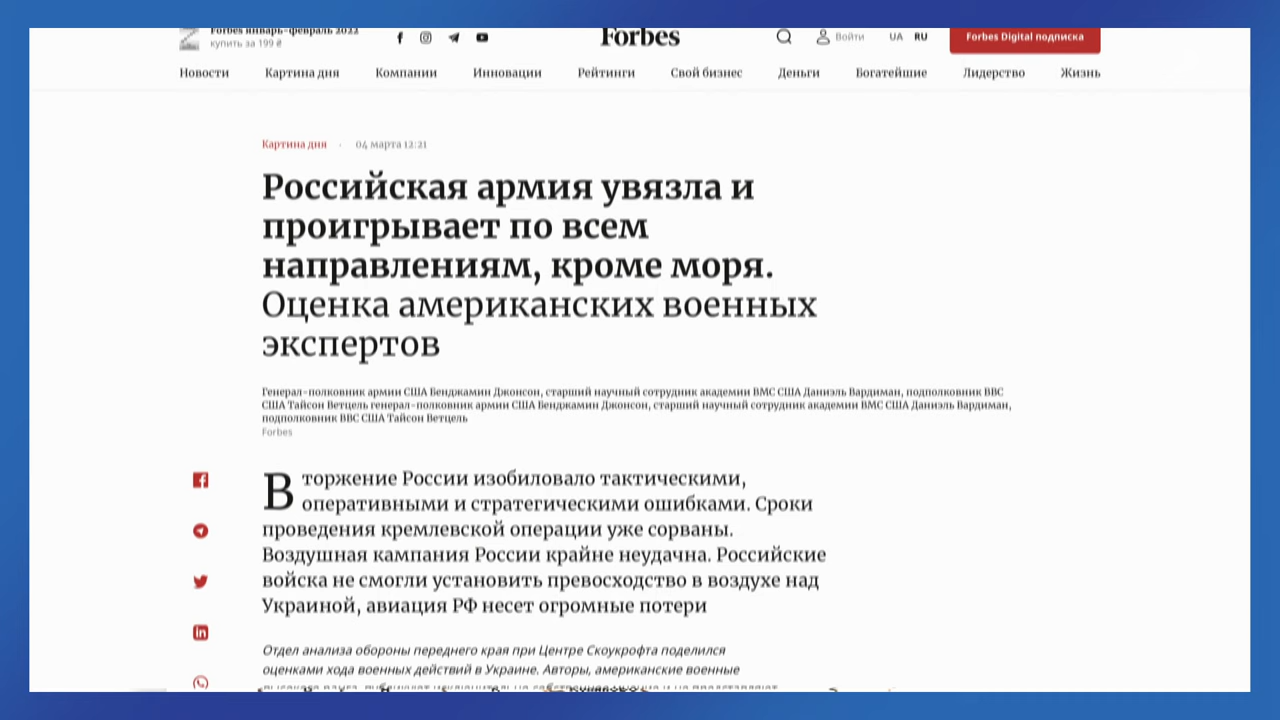 Forbes январь-февраль 2022
купить за 199 ₴
Forbes
Войти
UA RU
Forbes Digital подписка
Новости Картина дня Компании Инновации Рейтинги Свой бизнес Деньги Богатейшие Лидерство Жизнь
Картина дня · 04 марта 12:21
Российская армия увязла и
проигрывает по всем
направлениям, кроме моря.
Оценка американских военных
экспертов
Генерал-полковник армии США Бенджамин Джонсон, старший научный сотрудник академии ВМС США Даниэль Вардиман, подполковник ВВС
США Тайсон Ветцель генерал-полковник армии США Бенджамин Джонсон, старший научный сотрудник академии ВМС США Даниэль Вардиман,
подполковник ВВС США Тайсон Ветцель
Forbes
Вторжение России изобиловало тактическими,
оперативными и стратегическими ошибками. Сроки
проведения кремлевской операции уже сорваны.
Воздушная кампания России крайне неудачна. Российские
войска не смогли установить превосходство в воздухе над
Украиной, авиация РФ несет огромные потери
Отдел анализа обороны переднего края при Центре Скоукрофта поделился
оценками хода военных действий в Украине. Авторы, американские военные